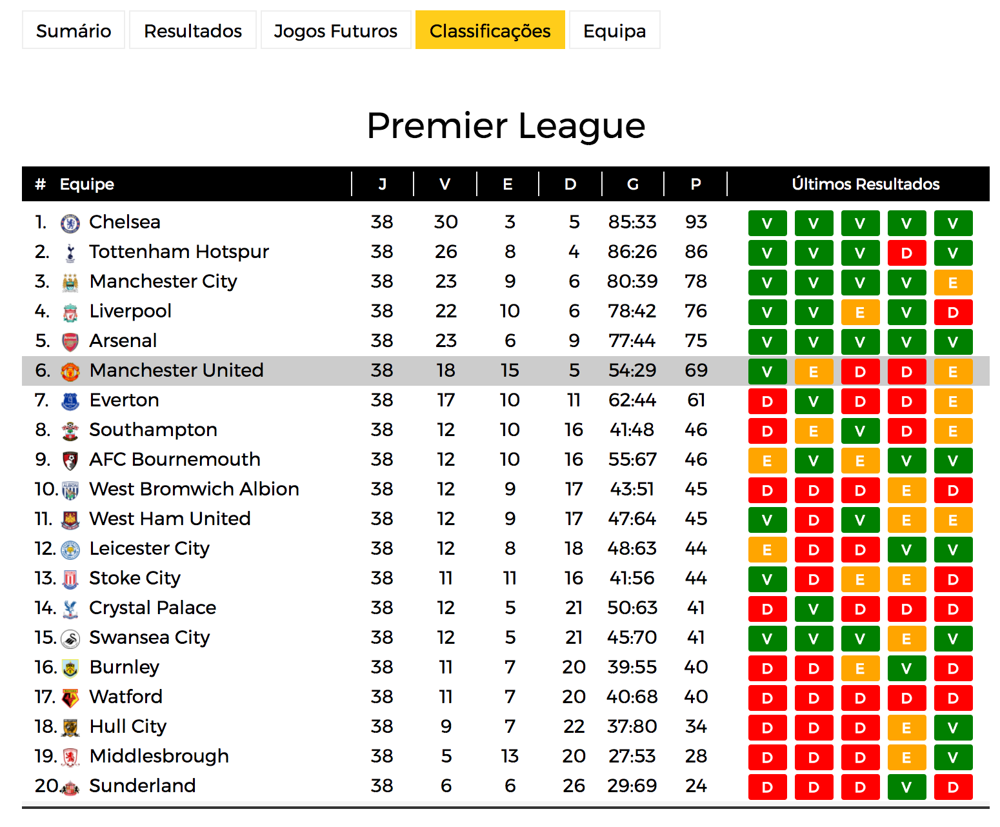 Sumário Resultados Jogos Futuros Classificações Equipa
Premier League
# Equipe J V E D G P Últimos Resultados
1. Chelsea 38 30 3 5 85:33 93 V V V V V
2. Tottenham Hotspur 38 26 8 4 86:26 86 V V V D V
3. Manchester City 38 23 9 6 80:39 78 V V V V E
4. Liverpool 38 22 10 6 78:42 76 V V E V D
5. Arsenal 38 23 6 9 77:44 75 V V V V V
6. Manchester United 38 18 15 5 54:29 69 V E D D E
7. Everton 38 17 10 11 62:44 61 D V D D E
8. Southampton 38 12 10 16 41:48 46 D E V D E
9. AFC Bournemouth 38 12 10 16 55:67 46 E V E V V
10. West Bromwich Albion 38 12 9 17 43:51 45 D D D E D
11. West Ham United 38 12 9 17 47:64 45 V D V E E
12. Leicester City 38 12 8 18 48:63 44 E D D V V
13. Stoke City 38 11 11 16 41:56 44 V D E E D
14. Crystal Palace 38 12 5 21 50:63 41 D V D D D
15. Swansea City 38 12 5 21 45:70 41 V V V E V
16. Burnley 38 11 7 20 39:55 40 D D E V D
17. Watford 38 11 7 20 40:68 40 D D D D D
18. Hull City 38 9 7 22 37:80 34 D D D E V
19. Middlesbrough 38 5 13 20 27:53 28 D D D E V
20. Sunderland 38 6 6 26 29:69 24 D D D V D